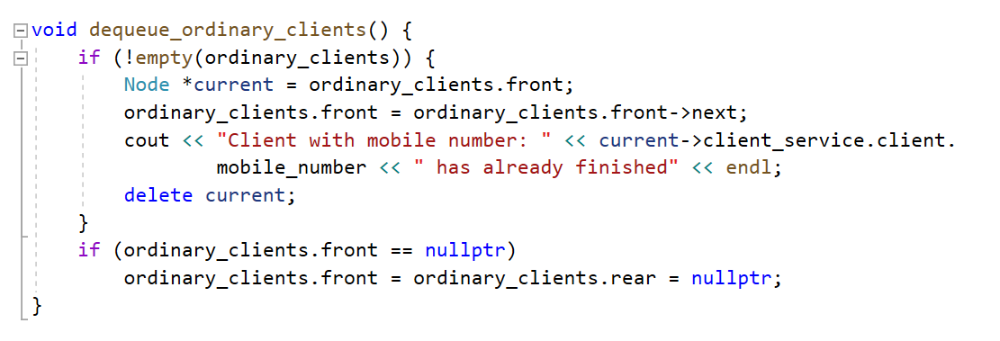 void dequeue_ordinary_clients() {
    if (!empty(ordinary_clients)) {
        Node *current = ordinary_clients.front;
        ordinary_clients.front = ordinary_clients.front->next;
        cout << "Client with mobile number: " << current->client_service.client.
                mobile_number << " has already finished" << endl;
        delete current;
    }
    if (ordinary_clients.front == nullptr)
        ordinary_clients.front = ordinary_clients.rear = nullptr;
}